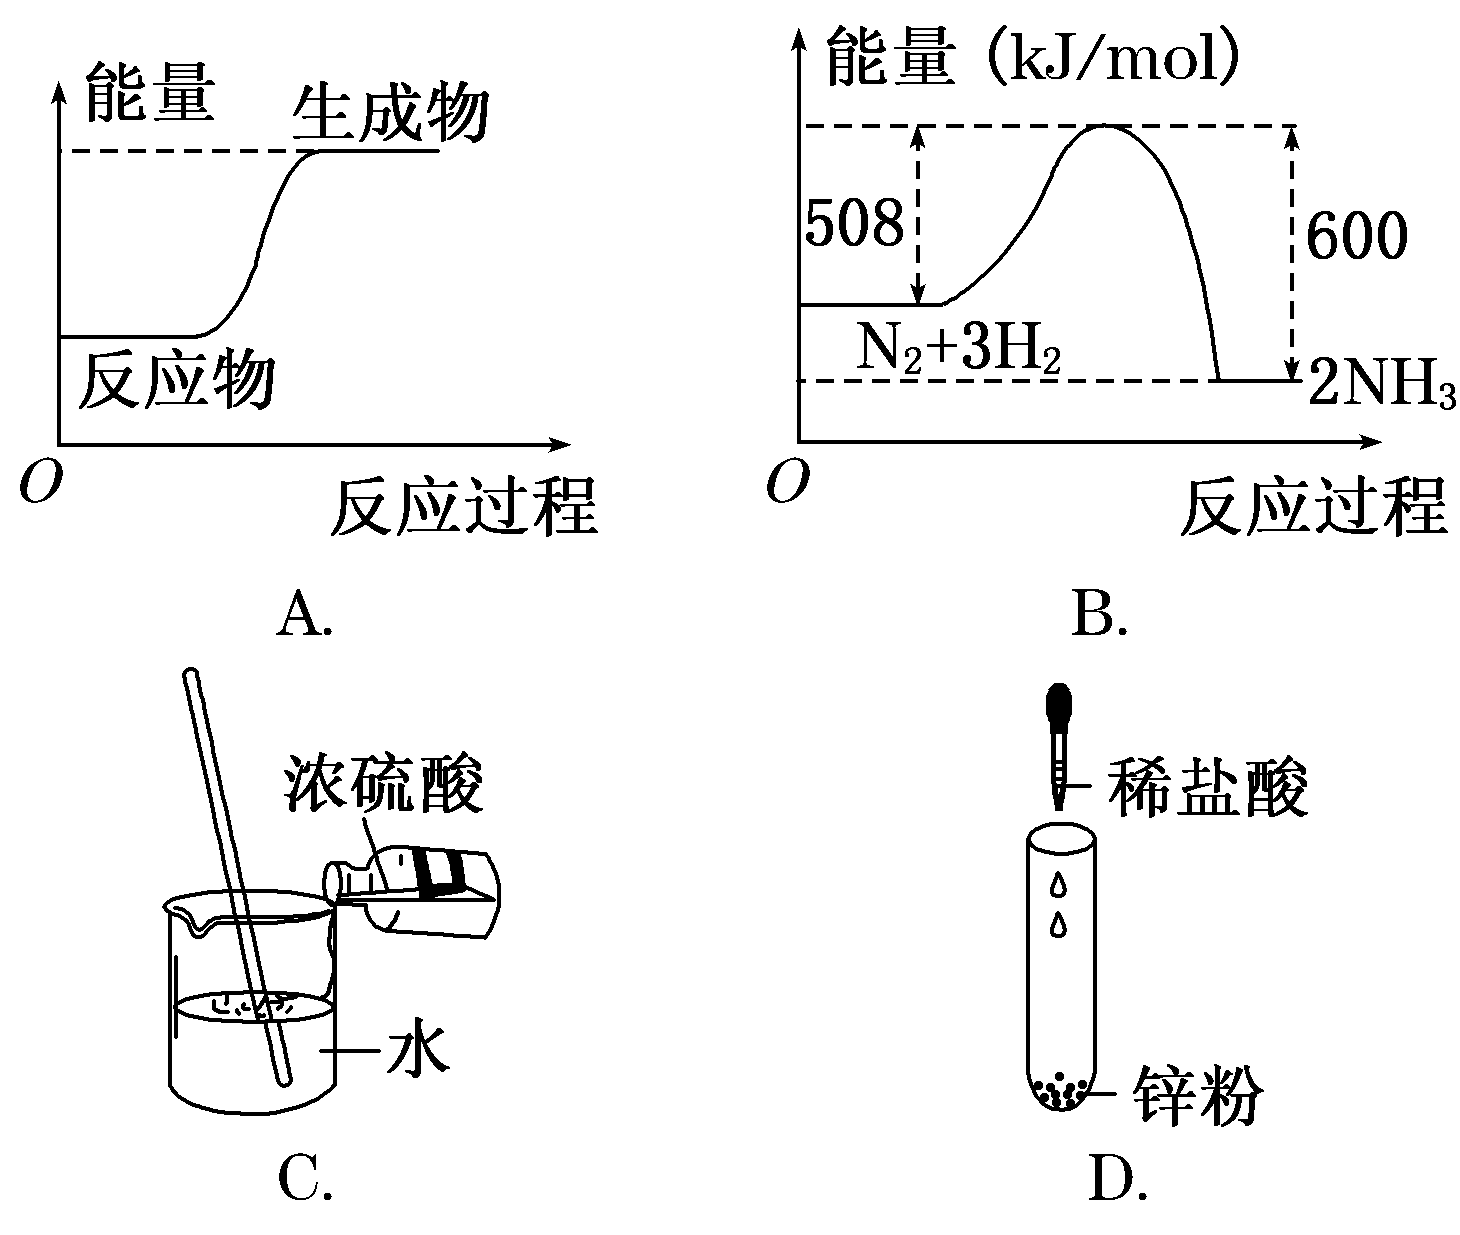 能量
生成物
反应物
O
反应过程
A.
能量 (kJ/mol)
508
600
N₂+3H₂
2NH₃
O
反应过程
B.
浓硫酸
水
C.
稀盐酸
锌粉
D.